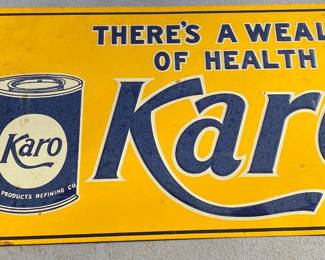 THERE'S A WEAL
OF HEALTH
Karo
Karo
PRODUCTS REFINING CO.